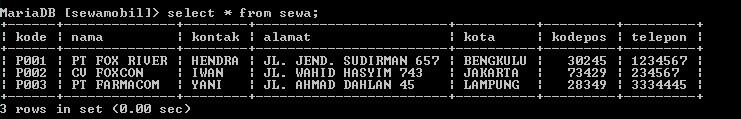 MariaDB [sewamobil]> select * from sewa;
+------+--------------+--------+------------------------+----------+---------+---------+
| kode | nama         | kontak | alamat                 | kota     | kodepos | telepon |
+------+--------------+--------+------------------------+----------+---------+---------+
| P001 | PT FOX RIVER | HENDRA | JL. JEND. SUDIRMAN 657 | BENGKULU |   30245 | 1234567 |
| P002 | CV FOXCON    | IWAN   | JL. WAHID HASYIM 743   | JAKARTA  |   73429 | 234567  |
| P003 | PT FARMACOM  | YANI   | JL. AHMAD DAHLAN 45    | LAMPUNG  |   28349 | 3334445 |
+------+--------------+--------+------------------------+----------+---------+---------+
3 rows in set (0.00 sec)